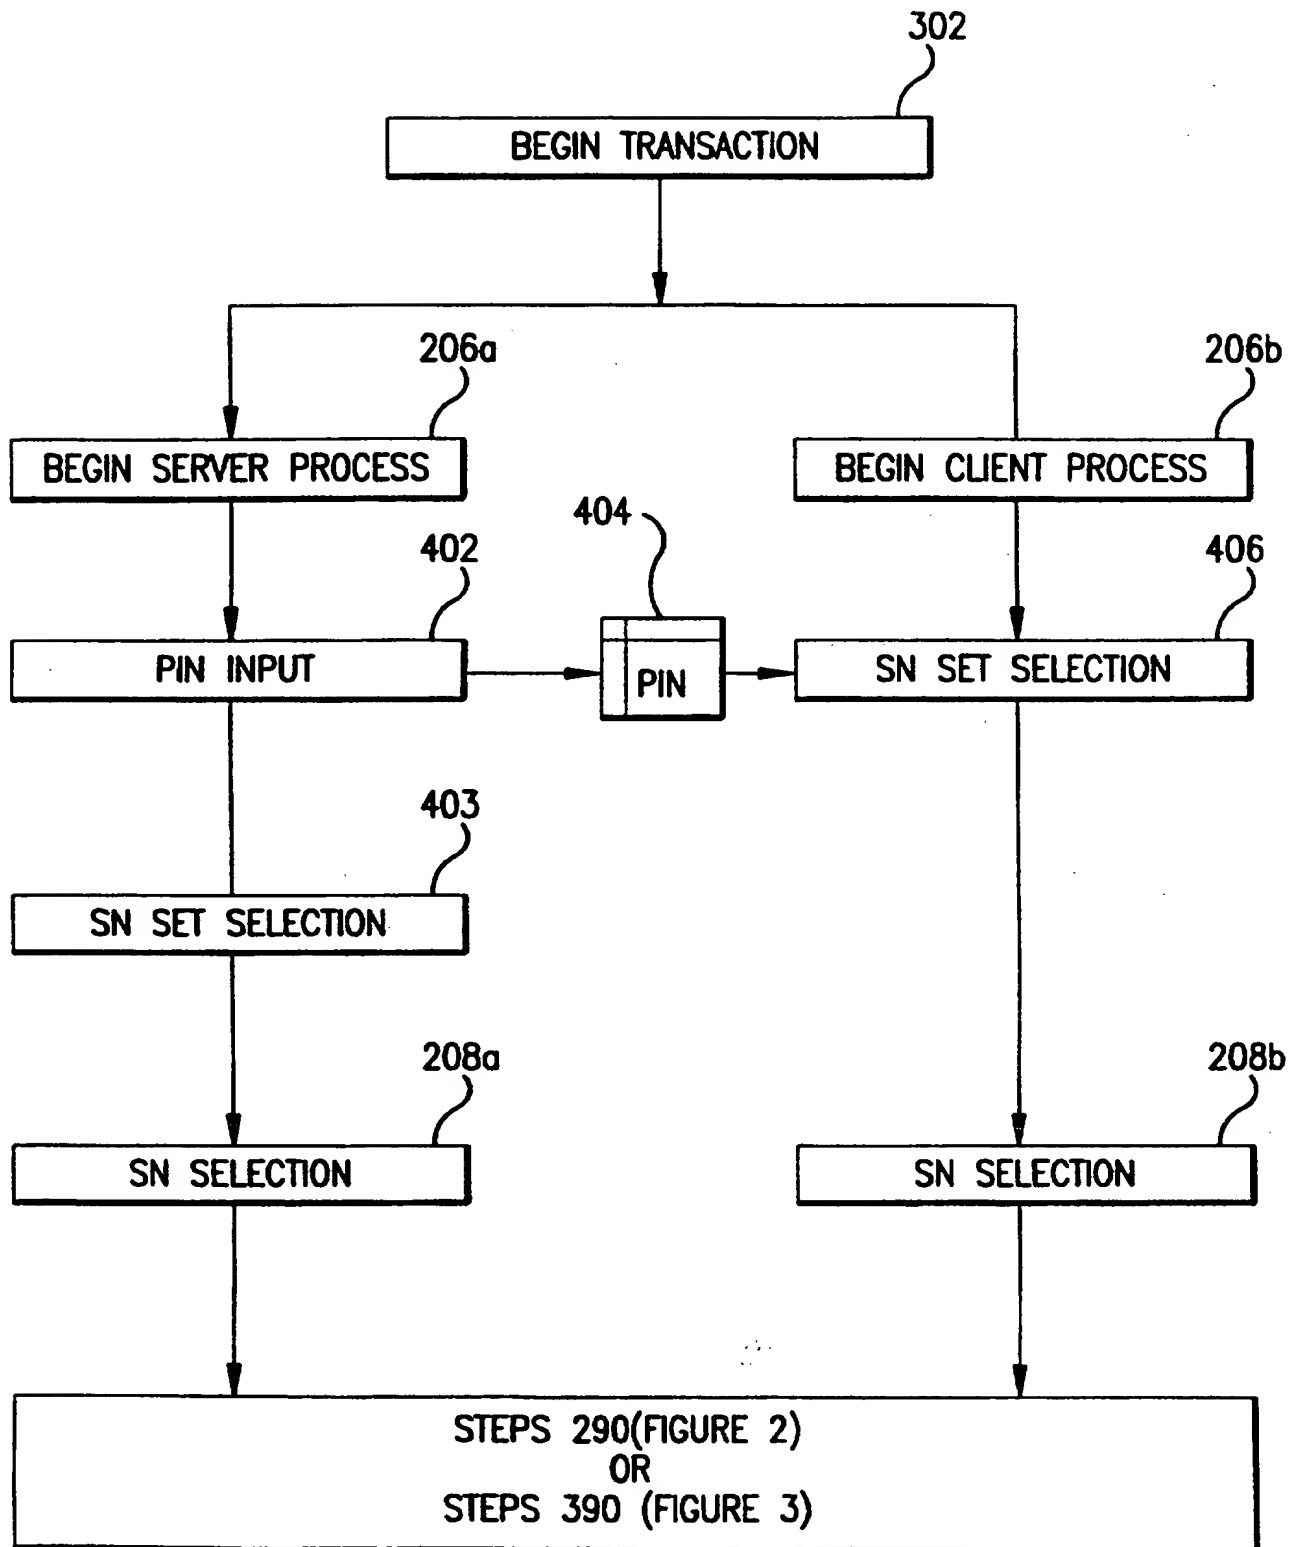 302
BEGIN TRANSACTION
206a
206b
BEGIN SERVER PROCESS
BEGIN CLIENT PROCESS
404
402
406
PIN INPUT
PIN
SN SET SELECTION
403
SN SET SELECTION
208a
208b
SN SELECTION
SN SELECTION
STEPS 290(FIGURE 2)
OR
STEPS 390 (FIGURE 3)